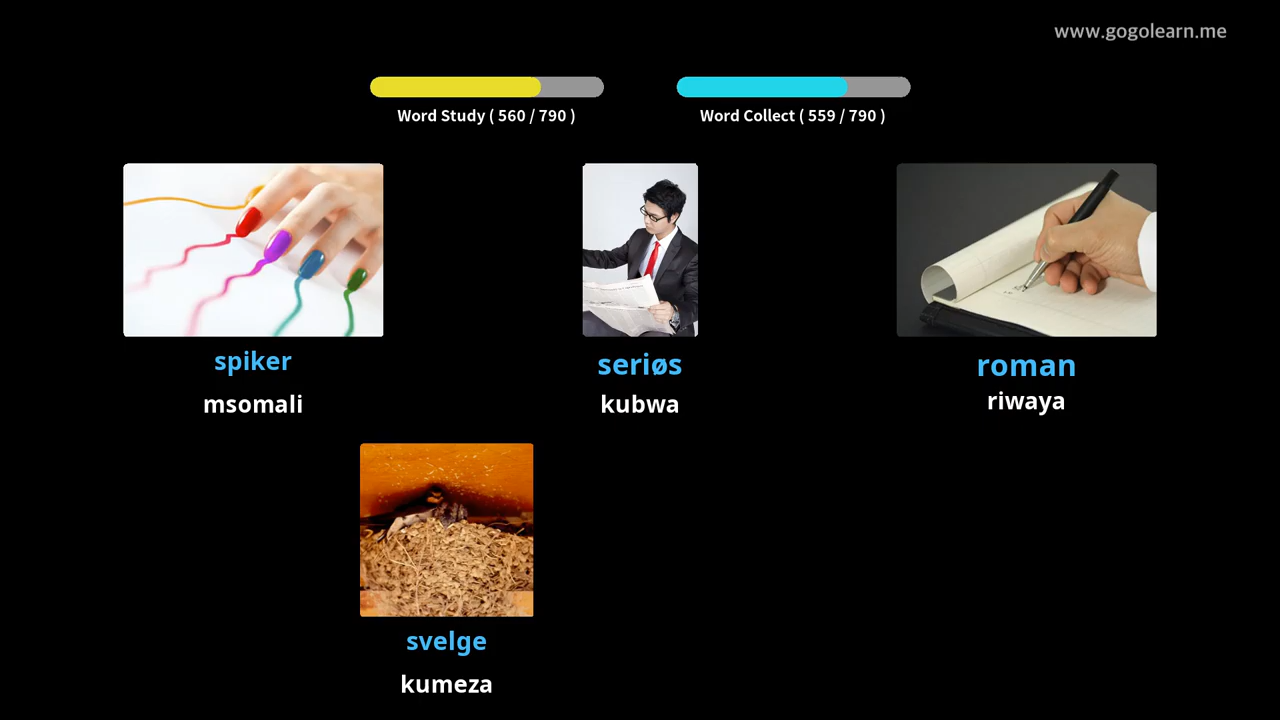 www.gogolearn.me
Word Study ( 560 / 790 )
Word Collect ( 559 / 790 )
spiker
msomali
seriøs
kubwa
roman
riwaya
svelge
kumeza